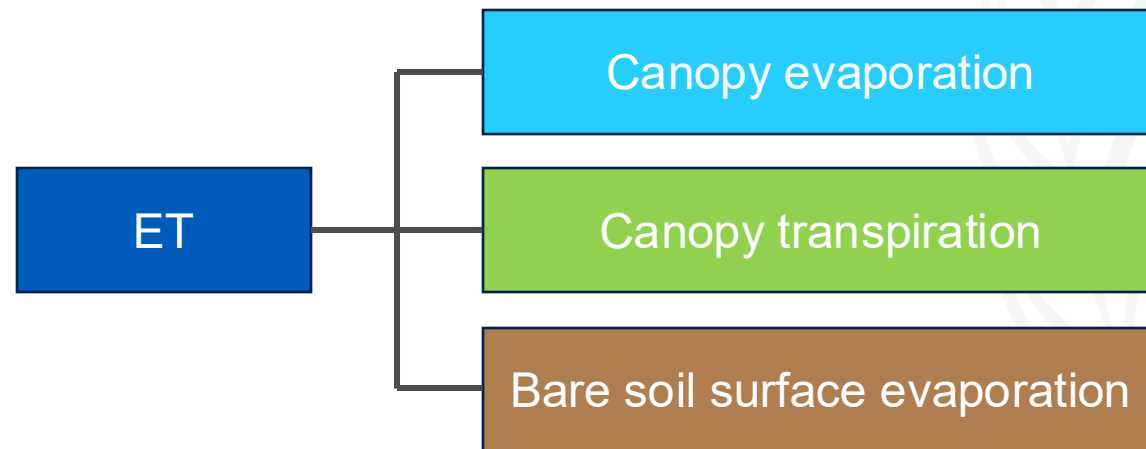 Canopy evaporation
ET
Canopy transpiration
Bare soil surface evaporation